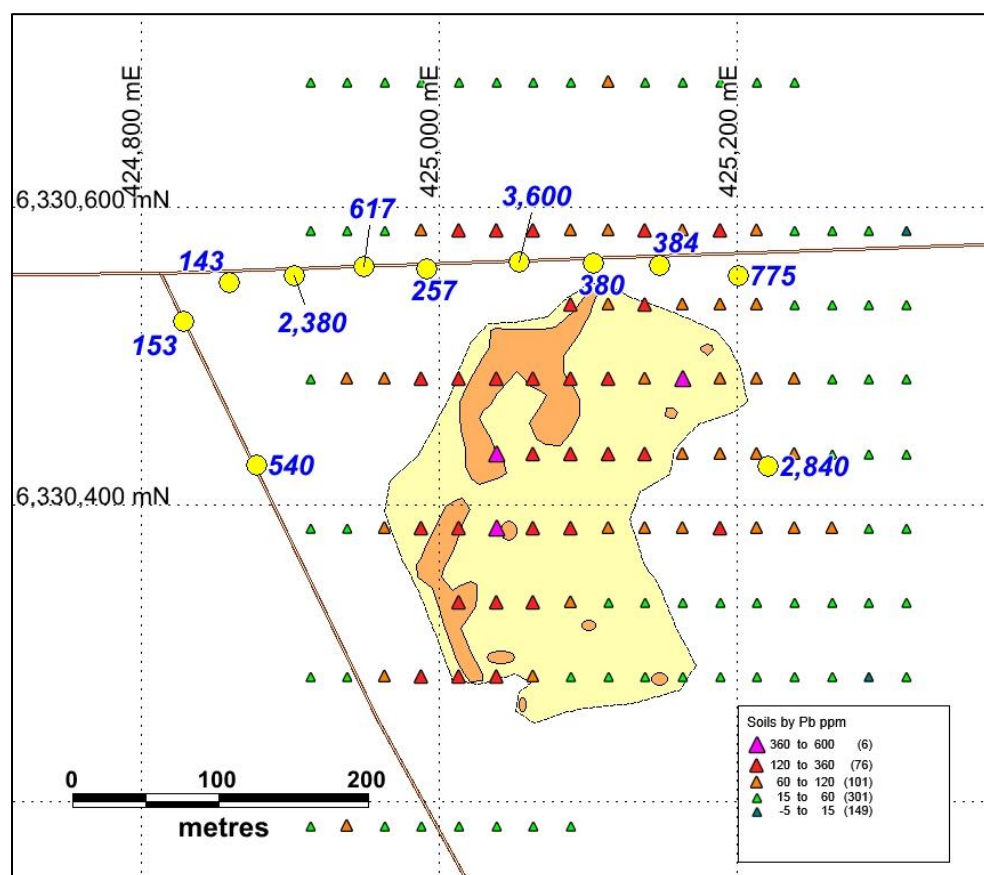 424,800 mE
425,000 mE
425,200 mE
6,330,600 mN
617
3,600
143
384
2,380
257
380
775
153
540
2,840
6,330,400 mN
Soils by Pb ppm
360 to 600 (6)
120 to 360 (76)
60 to 120 (101)
15 to 60 (301)
-5 to 15 (149)
0 100 200
metres